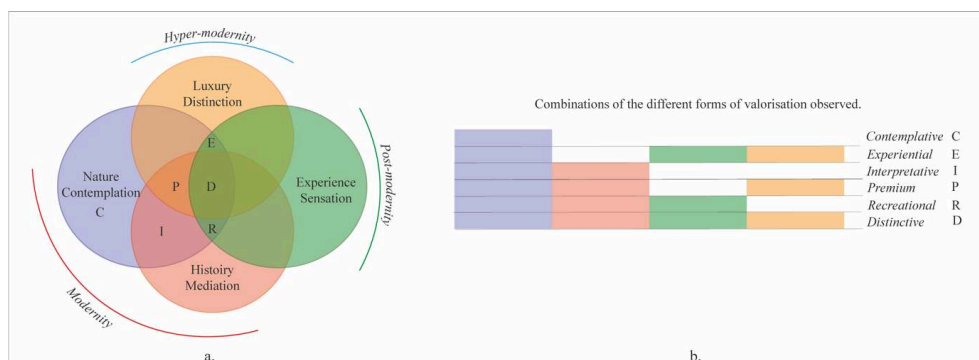 Hyper-modernity
Luxury
Distinction
E
Post-modernity
Nature
Contemplation
P
D
Experience
Sensation
C
I
R
Histoiry
Mediation
Modernity
a.
Combinations of the different forms of valorisation observed.
Contemplative C
Experiential E
Interpretative I
Premium P
Recreational R
Distinctive D
b.